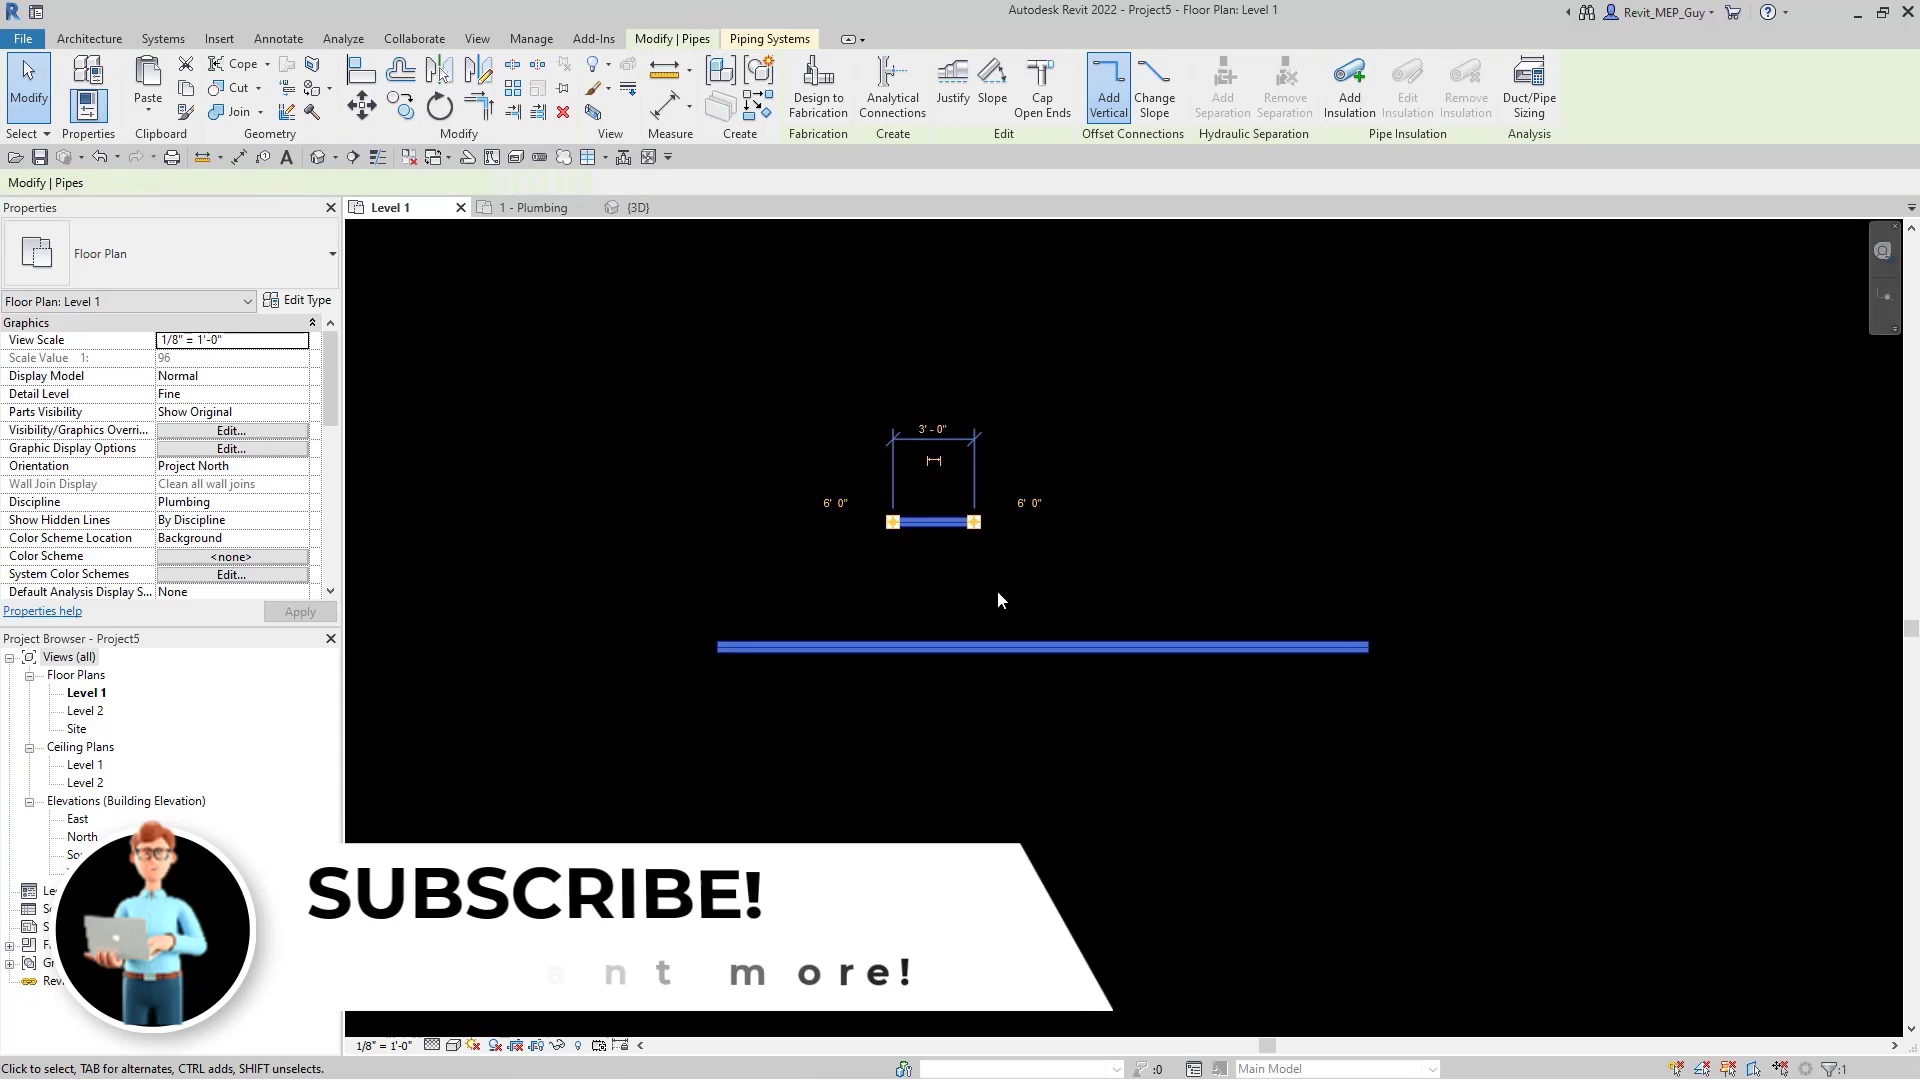 Autodesk Revit 2022 - Project5 - Floor Plan: Level 1
Revit_MEP_Guy
File Architecture Systems Insert Annotate Analyze Collaborate View Manage Add-Ins Modify | Pipes Piping Systems
Modify
Select
Properties
Paste
Clipboard
Cope
Cut
Join
Geometry
Modify
View
Measure
Create
Design to
Fabrication
Fabrication
Analytical
Connections
Create
Justify
Slope
Cap
Open Ends
Edit
Add
Vertical
Change
Slope
Offset Connections
Add
Separation
Remove
Separation
Hydraulic Separation
Add
Insulation
Edit
Insulation
Remove
Insulation
Pipe Insulation
Duct/Pipe
Sizing
Analysis
Modify | Pipes
Properties
Floor Plan
Floor Plan: Level 1
Edit Type
Graphics
View Scale 1/8" = 1'-0"
Scale Value 1: 96
Display Model Normal
Detail Level Fine
Parts Visibility Show Original
Visibility/Graphics Overri... Edit...
Graphic Display Options Edit...
Orientation Project North
Wall Join Display Clean all wall joins
Discipline Plumbing
Show Hidden Lines By Discipline
Color Scheme Location Background
Color Scheme <none>
System Color Schemes Edit...
Default Analysis Display S... None
Properties help
Apply
Project Browser - Project5
Views (all)
Floor Plans
Level 1
Level 2
Site
Ceiling Plans
Level 1
Level 2
Elevations (Building Elevation)
East
North
So
Le
S
S
F
Gr
Rev
Level 1
1 - Plumbing
{3D}
3' - 0"
6' 0"
6' 0"
SUBSCRIBE!
a n t more!
1/8" = 1'-0"
Click to select, TAB for alternates, CTRL adds, SHIFT unselects.
:0
Main Model
:1